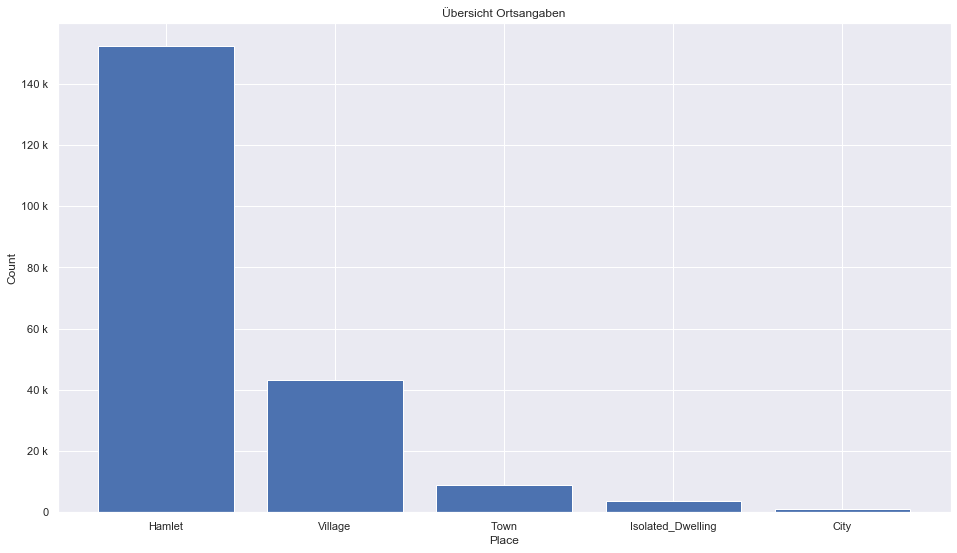 Übersicht Ortsangaben
Count
140 k
120 k
100 k
80 k
60 k
40 k
20 k
0
Hamlet Village Town Isolated_Dwelling City
Place